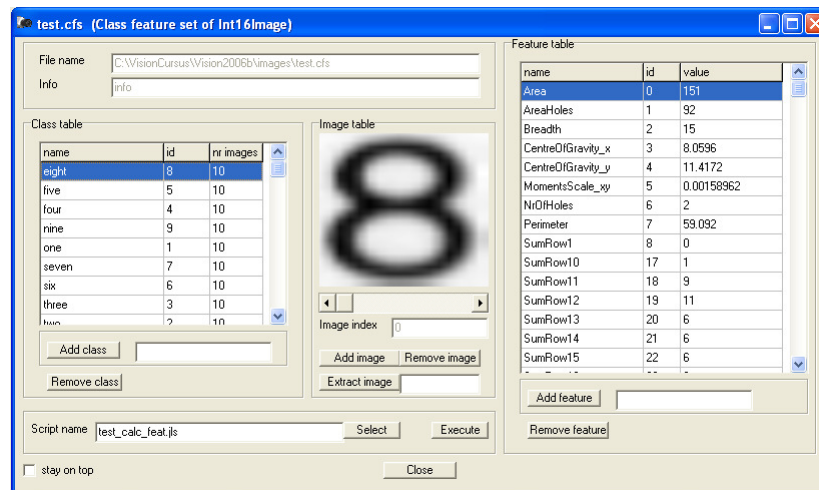 test.cfs (Class feature set of Int16Image)
File name C:\VisionCursus\Vision2006b\images\test.cfs
Info info
Class table
name id nr images
eight 8 10
five 5 10
four 4 10
nine 9 10
one 1 10
seven 7 10
six 6 10
three 3 10
two 2 10
Add class
Remove class
Image table
8
Image index 0
Add image Remove image
Extract image
Feature table
name id value
Area 0 151
AreaHoles 1 92
Breadth 2 15
CentreOfGravity_x 3 8.0596
CentreOfGravity_y 4 11.4172
MomentsScale_xy 5 0.00158962
NrOfHoles 6 2
Perimeter 7 59.092
SumRow1 8 0
SumRow10 17 1
SumRow11 18 9
SumRow12 19 11
SumRow13 20 6
SumRow14 21 6
SumRow15 22 6
Add feature
Remove feature
Script name test_calc_feat.jls Select Execute
stay on top Close